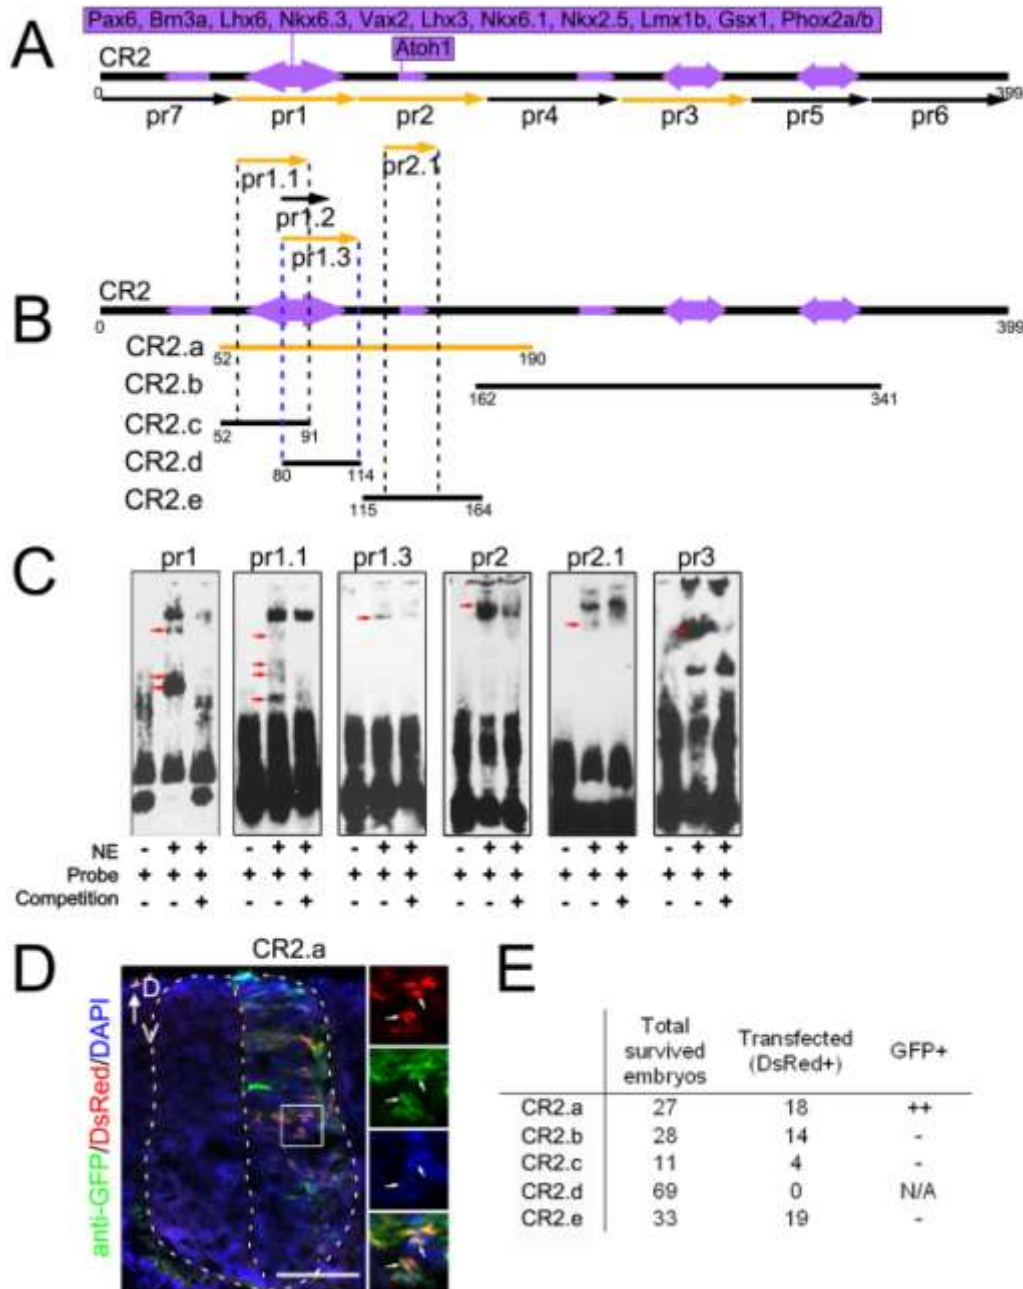 A
Pax6, Brn3a, Lhx6, Nkx6.3, Vax2, Lhx3, Nkx6.1, Nkx2.5, Lmx1b, Gsx1, Phox2a/b
Atoh1
CR2
0
399
pr7 pr1 pr2 pr4 pr3 pr5 pr6
pr1.1 pr2.1
pr1.2
pr1.3
B
CR2
0
399
CR2.a
52 190
CR2.b
162 341
CR2.c
52 91
CR2.d
80 114
CR2.e
115 164
C
pr1 pr1.1 pr1.3 pr2 pr2.1 pr3
NE - + + - + + - + + - + + - + + - + +
Probe + + + + + + + + + + + + + + + + + +
Competition - - + - - + - - + - - + - - + - - +
D
CR2.a
D
V
anti-GFP/DsRed/DAPI
E
Total survived embryos Transfected (DsRed+) GFP+
CR2.a 27 18 ++
CR2.b 28 14 -
CR2.c 11 4 -
CR2.d 69 0 N/A
CR2.e 33 19 -